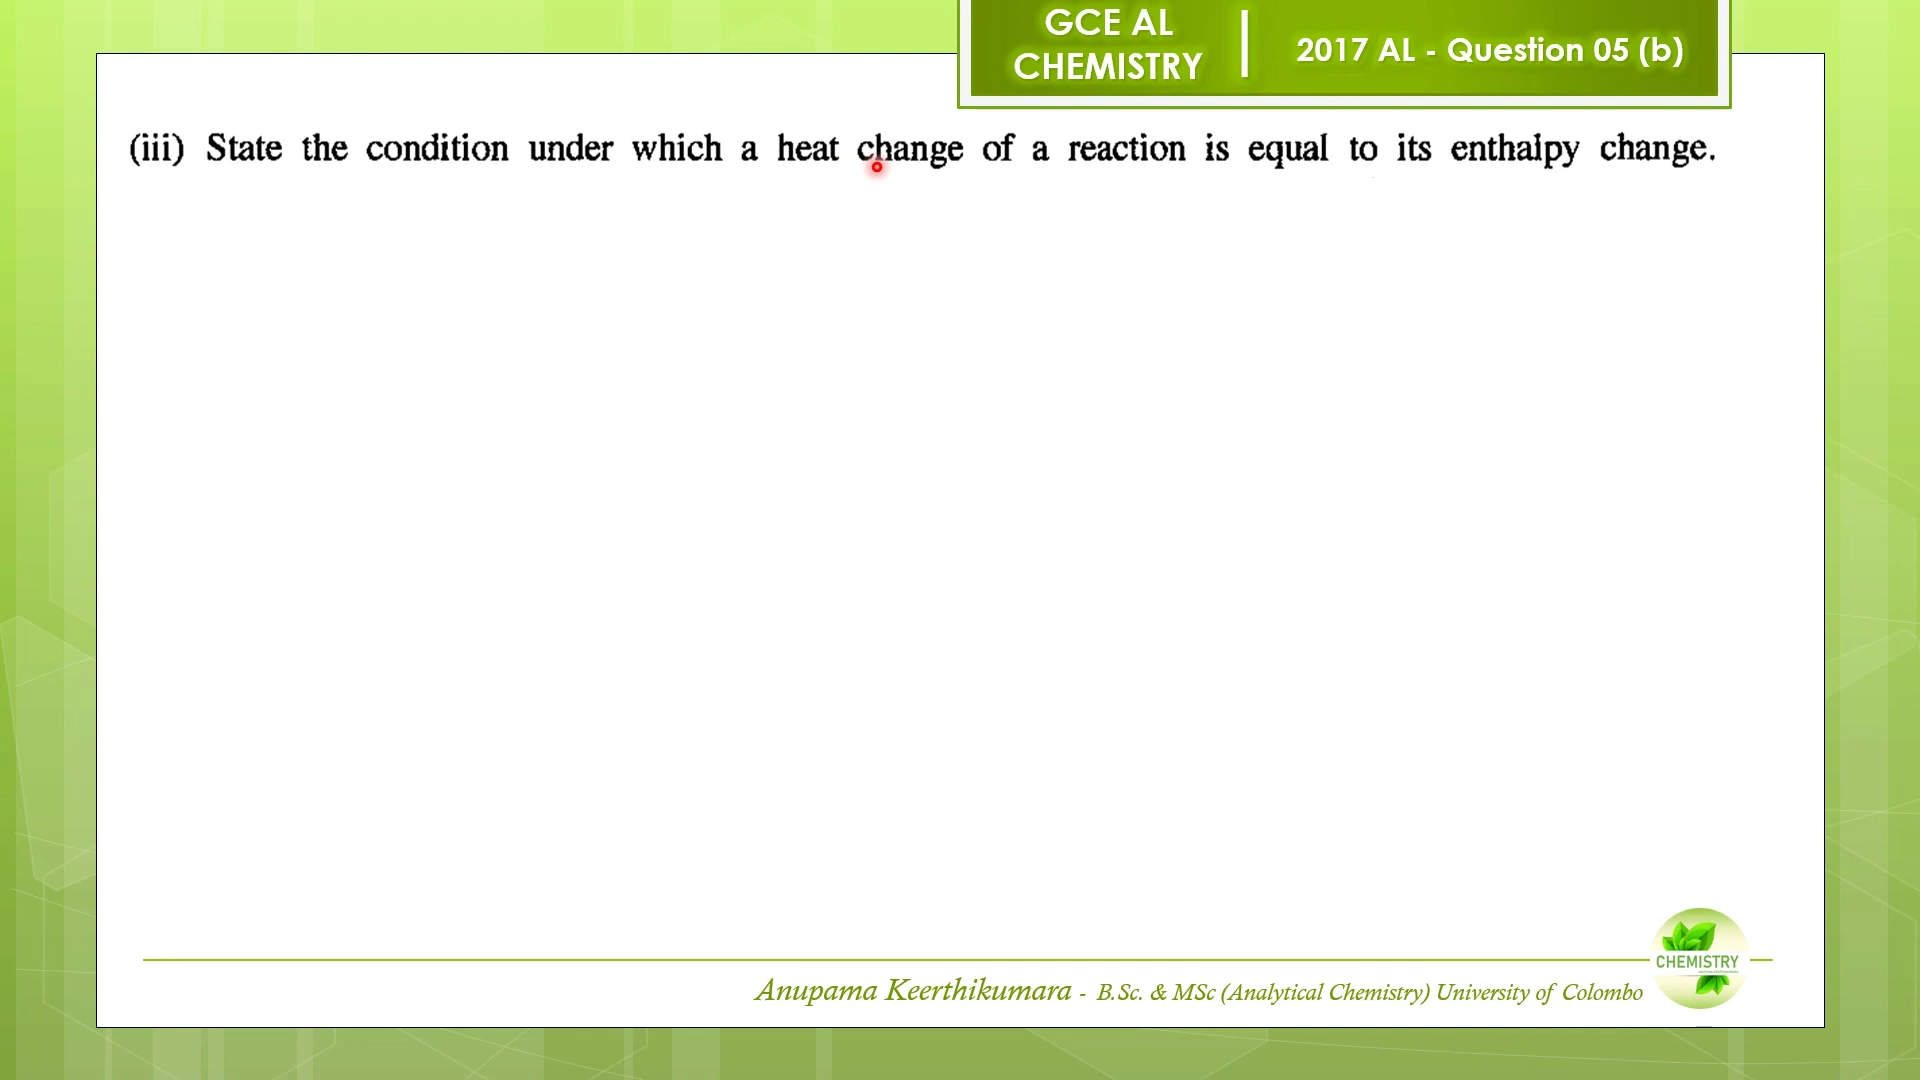 GCE AL
CHEMISTRY
2017 AL - Question 05 (b)
(iii) State the condition under which a heat change of a reaction is equal to its enthalpy change.
CHEMISTRY
Anupama Keerthikumara - B.Sc. & MSc (Analytical Chemistry) University of Colombo